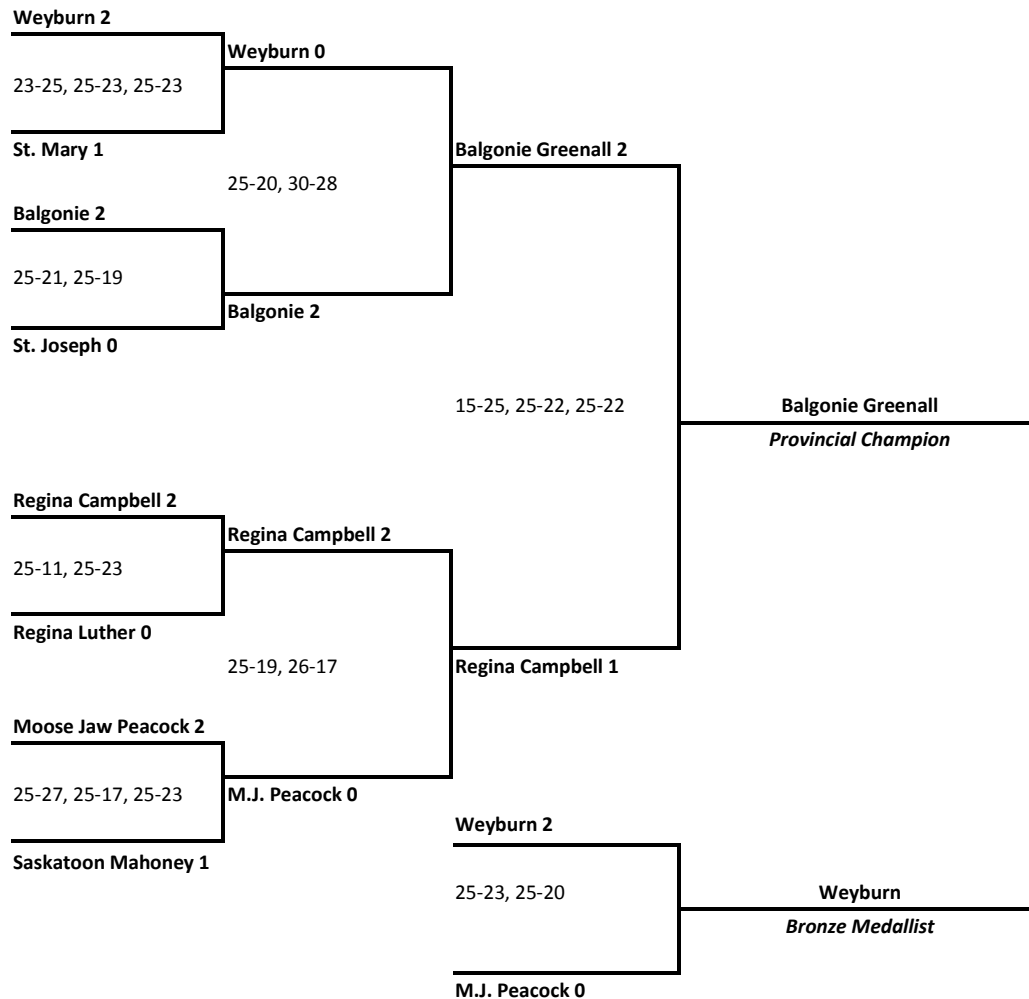 Weyburn 2
Weyburn 0
23-25, 25-23, 25-23
St. Mary 1
Balgonie Greenall 2
25-20, 30-28
Balgonie 2
25-21, 25-19
Balgonie 2
St. Joseph 0
15-25, 25-22, 25-22
Balgonie Greenall
Provincial Champion
Regina Campbell 2
Regina Campbell 2
25-11, 25-23
Regina Luther 0
25-19, 26-17
Regina Campbell 1
Moose Jaw Peacock 2
25-27, 25-17, 25-23
M.J. Peacock 0
Saskatoon Mahoney 1
Weyburn 2
25-23, 25-20
Weyburn
Bronze Medallist
M.J. Peacock 0